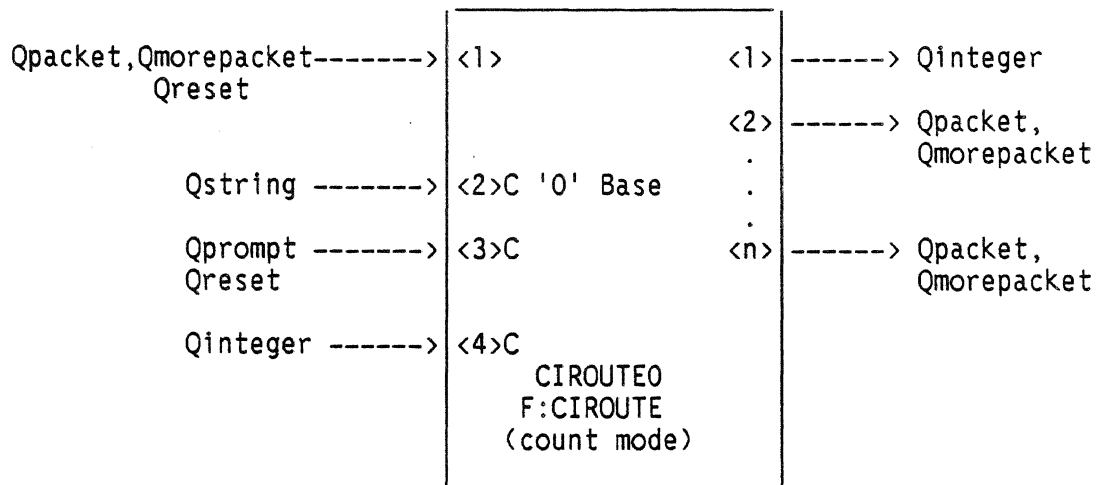 Qpacket,Qmorepacket-------> <1> <1> ------> Qinteger
Qreset
<2> ------> Qpacket,
. Qmorepacket
Qstring -------> <2>C '0' Base .
.
Qprompt -------> <3>C <n> ------> Qpacket,
Qreset Qmorepacket
Qinteger ------> <4>C
CIROUTE0
F:CIROUTE
(count mode)